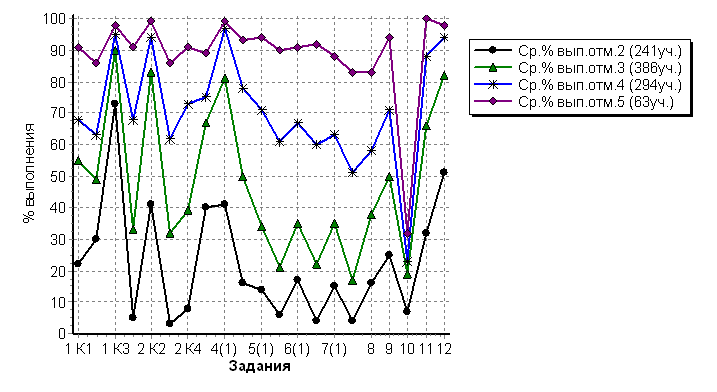 100
90
80
70
60
50
40
30
20
10
0
% выполнения
1 К1 1 К3 2 К2 2 К4 4(1) 5(1) 6(1) 7(1) 8 9 10 11 12
Задания
Ср.% вып.отм.2 (241уч.)
Ср.% вып.отм.3 (386уч.)
Ср.% вып.отм.4 (294уч.)
Ср.% вып.отм.5 (63уч.)